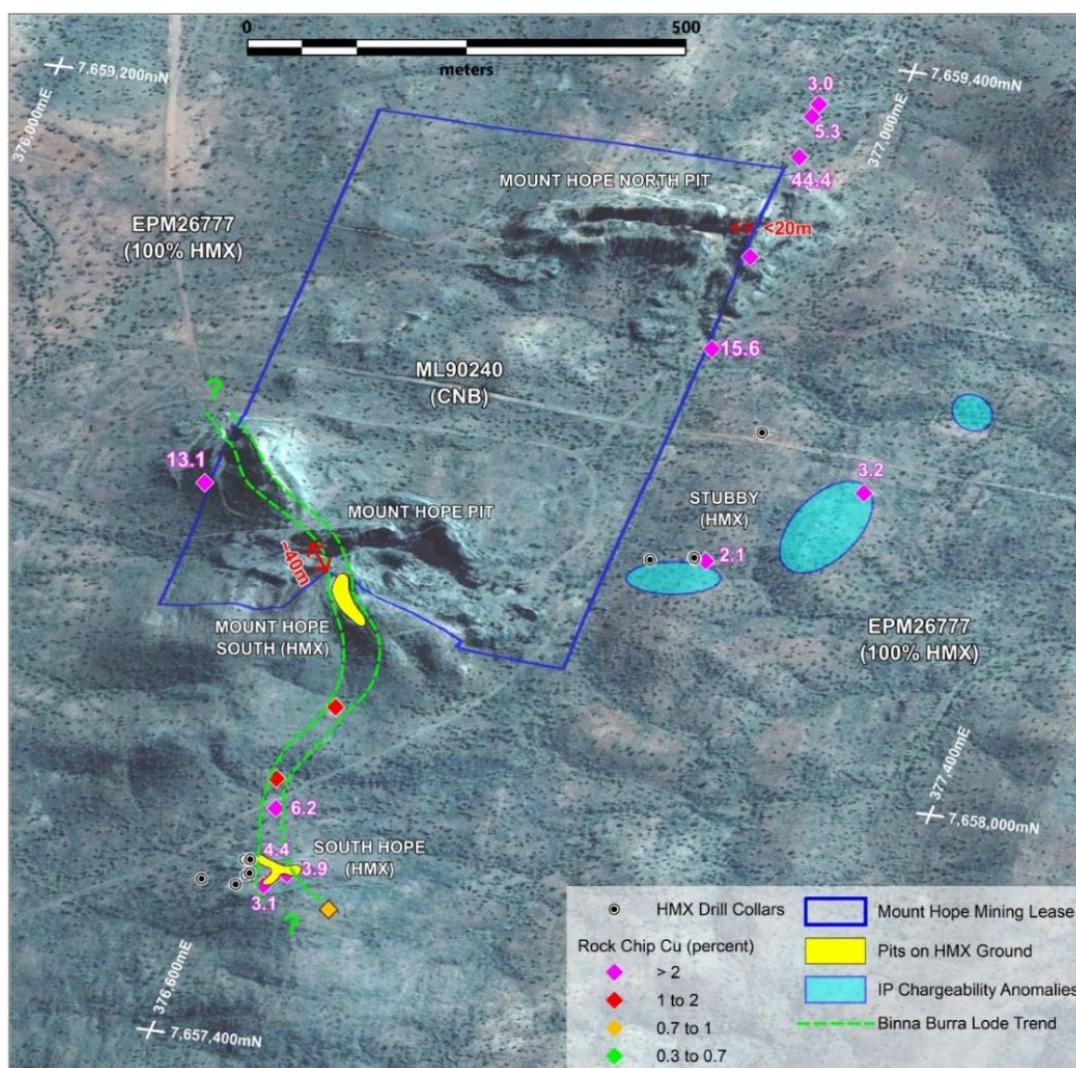 0
500
meters
7,659,200mN
376,000mE
7,659,400mN
377,000mE
3.0
5.3
44.4
MOUNT HOPE NORTH PIT
<20m
EPM26777
(100% HMX)
15.6
ML90240
(CNB)
?
13.1
3.2
STUBBY
(HMX)
MOUNT HOPE PIT
~40m
2.1
MOUNT HOPE
SOUTH (HMX)
EPM26777
(100% HMX)
377,400mE
7,658,000mN
6.2
SOUTH HOPE
(HMX)
4.4
3.9
3.1
?
376,600mE
7,657,400mN
HMX Drill Collars
Rock Chip Cu (percent)
> 2
1 to 2
0.7 to 1
0.3 to 0.7
Mount Hope Mining Lease
Pits on HMX Ground
IP Chargeability Anomalies
Binna Burra Lode Trend